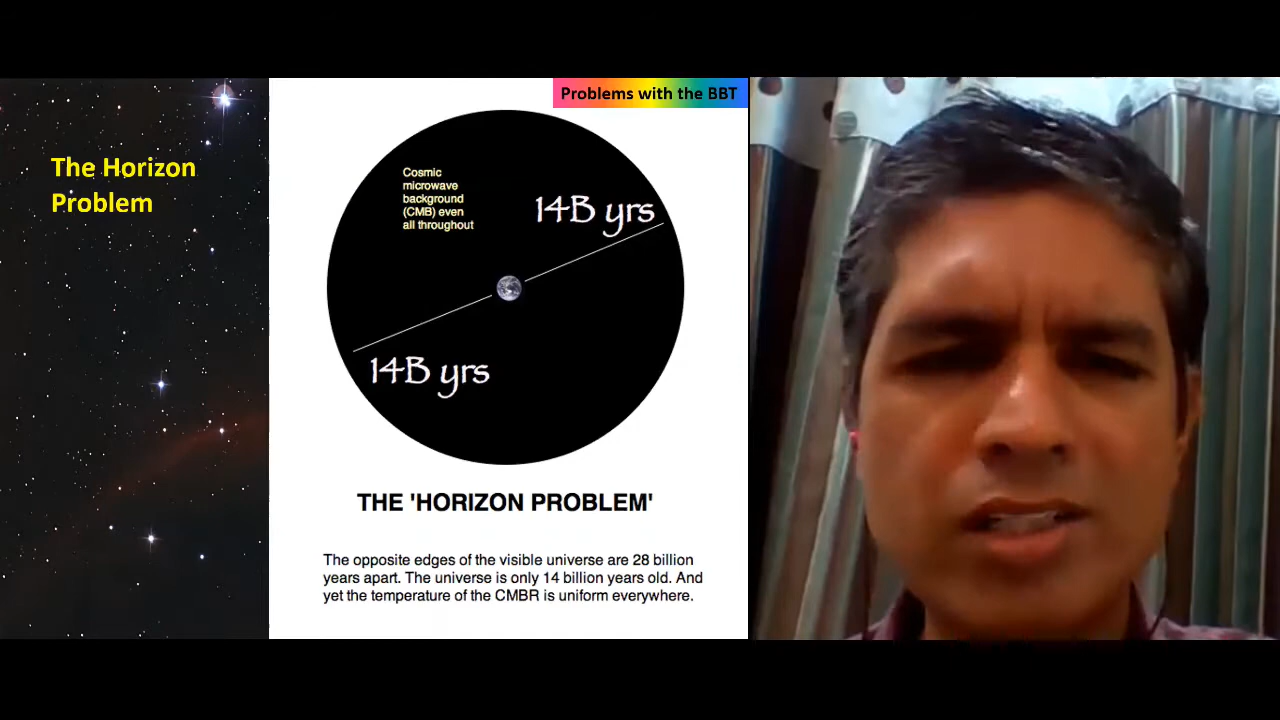 The Horizon
Problem
Problems with the BBT
Cosmic
microwave
background
(CMB) even
all throughout
14B yrs
14B yrs
THE 'HORIZON PROBLEM'
The opposite edges of the visible universe are 28 billion
years apart. The universe is only 14 billion years old. And
yet the temperature of the CMBR is uniform everywhere.